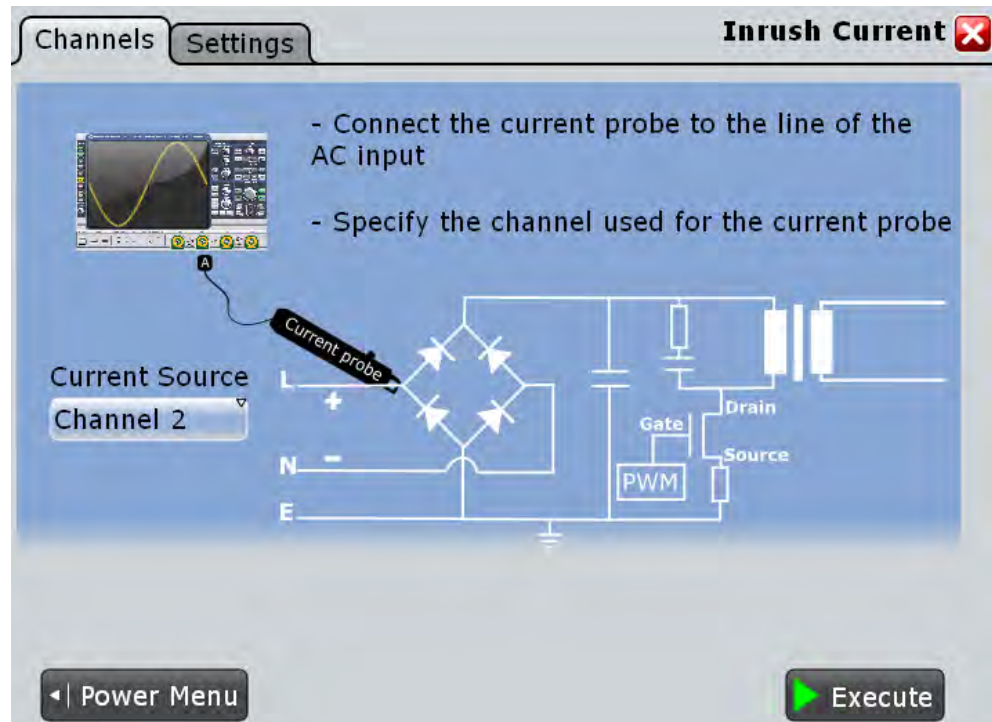 Channels
Settings
Inrush Current
- Connect the current probe to the line of the
AC input
- Specify the channel used for the current probe
A
Current probe
Current Source
Channel 2
L
+
N
-
E
Gate
Drain
Source
PWM
Power Menu
Execute